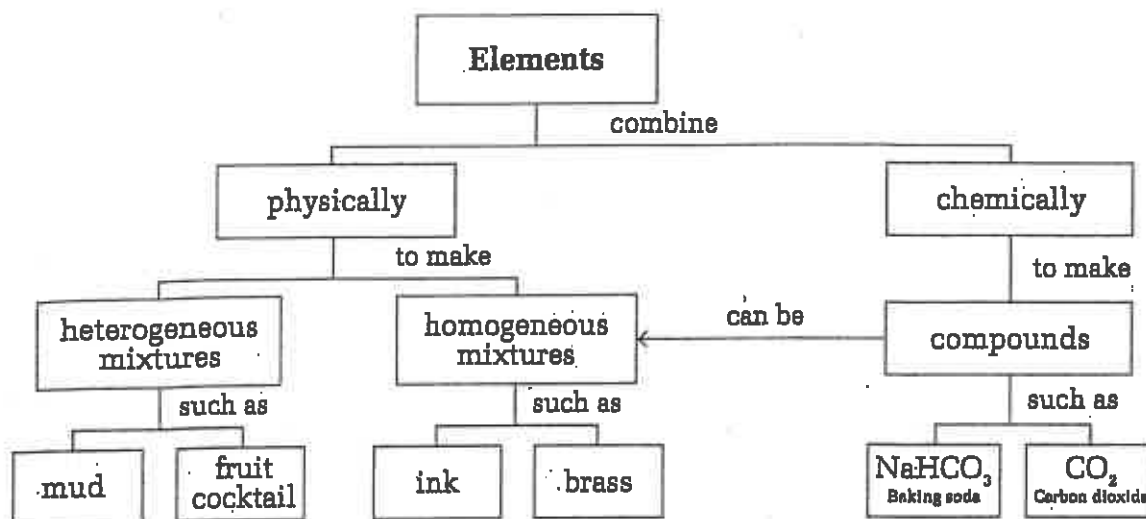 Elements
combine
physically
chemically
to make
to make
heterogeneous
mixtures
homogeneous
mixtures
can be
compounds
such as
such as
such as
mud
fruit
cocktail
ink
brass
NaHCO₃
Baking soda
CO₂
Carbon dioxide